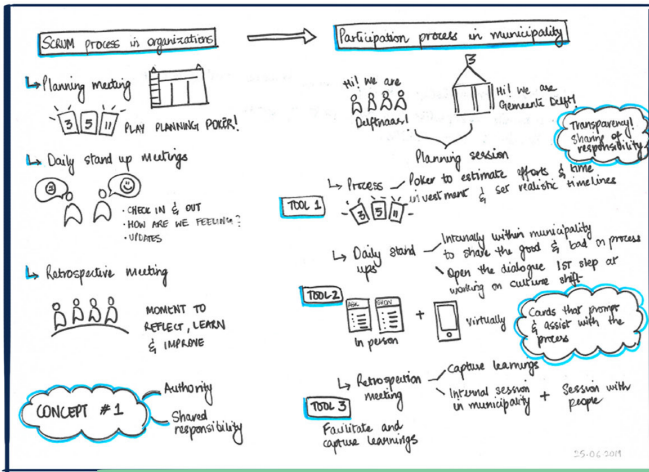 SCRUM process in organizations
Planning meeting
3 5 11 PLAY PLANNING POKER!
Daily stand up meetings
· CHECK IN & OUT
· HOW ARE WE FEELING?
· UPDATES
Retrospective meeting
MOMENT TO
REFLECT, LEARN
& IMPROVE
CONCEPT #1
Authority
Shared
responsibility
Participation process in municipality
Hi! We are
Delftenaar!
Hi! We are
Gemeente Delft!
Transparency!
Sharing of
responsibility
Planning session
TOOL 1
Process
Poker to estimate efforts & time
investment & set realistic timelines
3 5 11
Daily stand
ups
Internally within municipality
to share the good & bad on process
Open the dialogue 1ST step at
working on culture shift
TOOL 2
In person
+
virtually
Cards that prompt
& assist with the
process
TOOL 3
Retrospection
meeting
Capture learnings
Internal session
in municipality
+ Session with
people
Facilitate and
capture learnings
25.06.2019